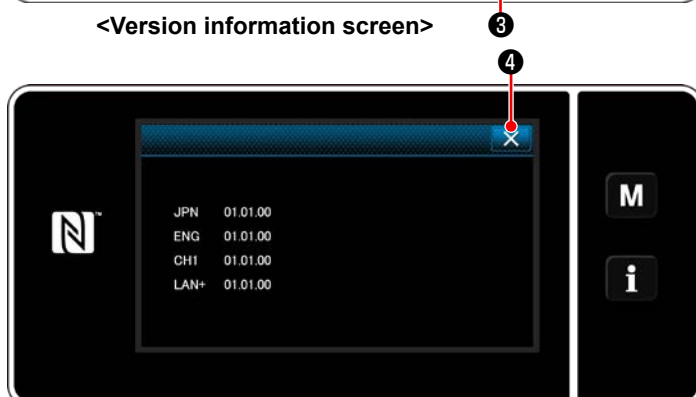 <Version information screen>
❸
❹
M
JPN 01.01.00
ENG 01.01.00
CH1 01.01.00
LAN+ 01.01.00
i